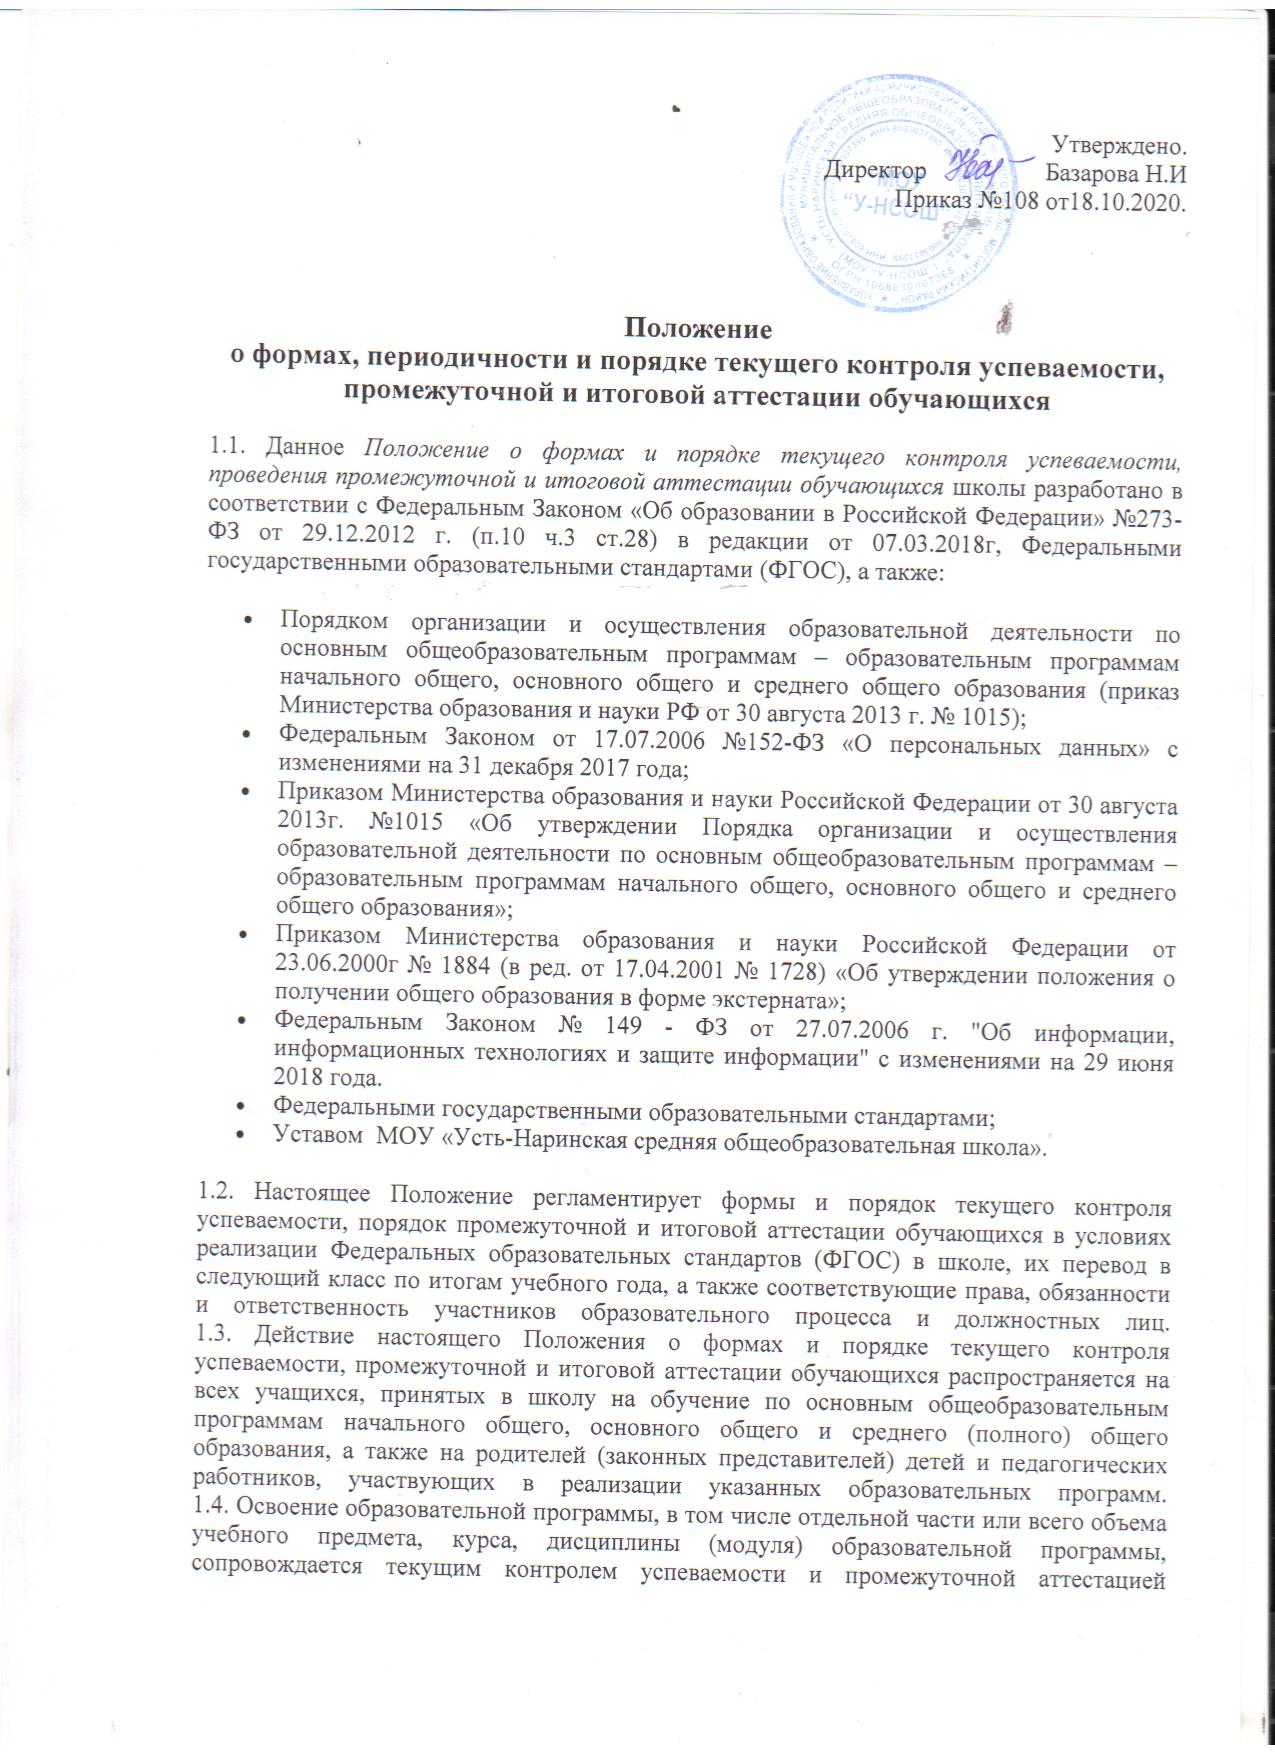 Утверждено.
Директор Базарова Н.И
Приказ №108 от18.10.2020.
МОУ
"У-НСОШ"
Положение
о формах, периодичности и порядке текущего контроля успеваемости,
промежуточной и итоговой аттестации обучающихся
1.1. Данное Положение о формах и порядке текущего контроля успеваемости,
проведения промежуточной и итоговой аттестации обучающихся школы разработано в
соответствии с Федеральным Законом «Об образовании в Российской Федерации» №273-
ФЗ от 29.12.2012 г. (п.10 ч.3 ст.28) в редакции от 07.03.2018г, Федеральными
государственными образовательными стандартами (ФГОС), а также:
• Порядком организации и осуществления образовательной деятельности по
основным общеобразовательным программам – образовательным программам
начального общего, основного общего и среднего общего образования (приказ
Министерства образования и науки РФ от 30 августа 2013 г. № 1015);
• Федеральным Законом от 17.07.2006 №152-ФЗ «О персональных данных» с
изменениями на 31 декабря 2017 года;
• Приказом Министерства образования и науки Российской Федерации от 30 августа
2013г. №1015 «Об утверждении Порядка организации и осуществления
образовательной деятельности по основным общеобразовательным программам –
образовательным программам начального общего, основного общего и среднего
общего образования»;
• Приказом Министерства образования и науки Российской Федерации от
23.06.2000г № 1884 (в ред. от 17.04.2001 № 1728) «Об утверждении положения о
получении общего образования в форме экстерната»;
• Федеральным Законом № 149 - ФЗ от 27.07.2006 г. "Об информации,
информационных технологиях и защите информации" с изменениями на 29 июня
2018 года.
• Федеральными государственными образовательными стандартами;
• Уставом МОУ «Усть-Наринская средняя общеобразовательная школа».
1.2. Настоящее Положение регламентирует формы и порядок текущего контроля
успеваемости, порядок промежуточной и итоговой аттестации обучающихся в условиях
реализации Федеральных образовательных стандартов (ФГОС) в школе, их перевод в
следующий класс по итогам учебного года, а также соответствующие права, обязанности
и ответственность участников образовательного процесса и должностных лиц.
1.3. Действие настоящего Положения о формах и порядке текущего контроля
успеваемости, промежуточной и итоговой аттестации обучающихся распространяется на
всех учащихся, принятых в школу на обучение по основным общеобразовательным
программам начального общего, основного общего и среднего (полного) общего
образования, а также на родителей (законных представителей) детей и педагогических
работников, участвующих в реализации указанных образовательных программ.
1.4. Освоение образовательной программы, в том числе отдельной части или всего объема
учебного предмета, курса, дисциплины (модуля) образовательной программы,
сопровождается текущим контролем успеваемости и промежуточной аттестацией